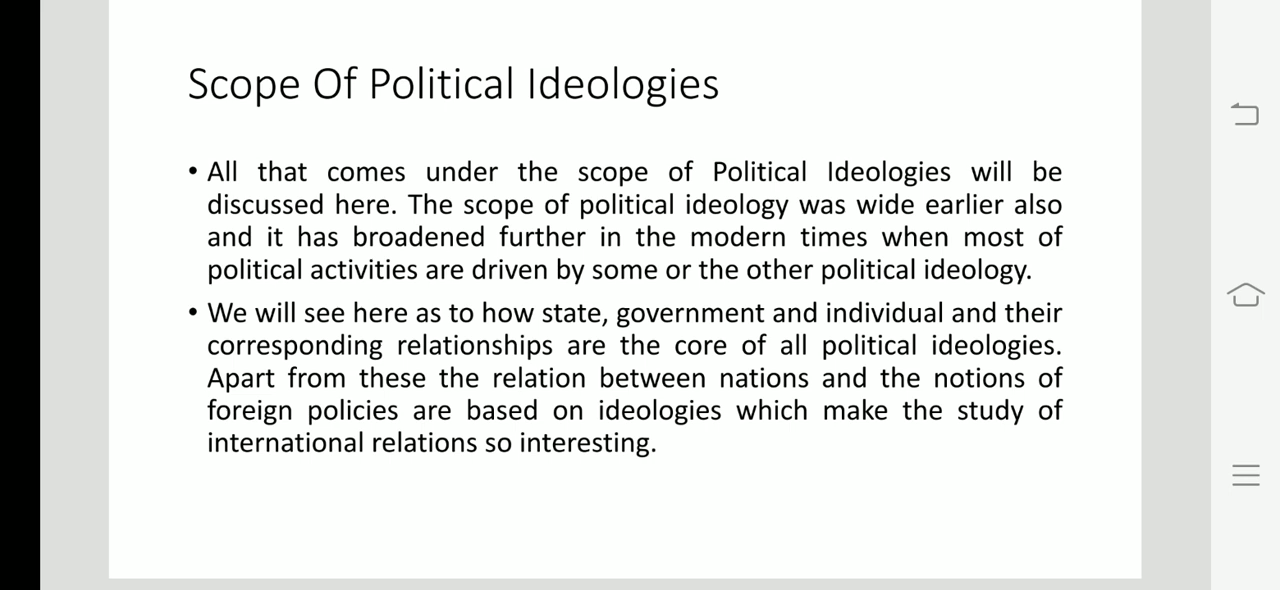 Scope Of Political Ideologies
• All that comes under the scope of Political Ideologies will be
discussed here. The scope of political ideology was wide earlier also
and it has broadened further in the modern times when most of
political activities are driven by some or the other political ideology.
• We will see here as to how state, government and individual and their
corresponding relationships are the core of all political ideologies.
Apart from these the relation between nations and the notions of
foreign policies are based on ideologies which make the study of
international relations so interesting.